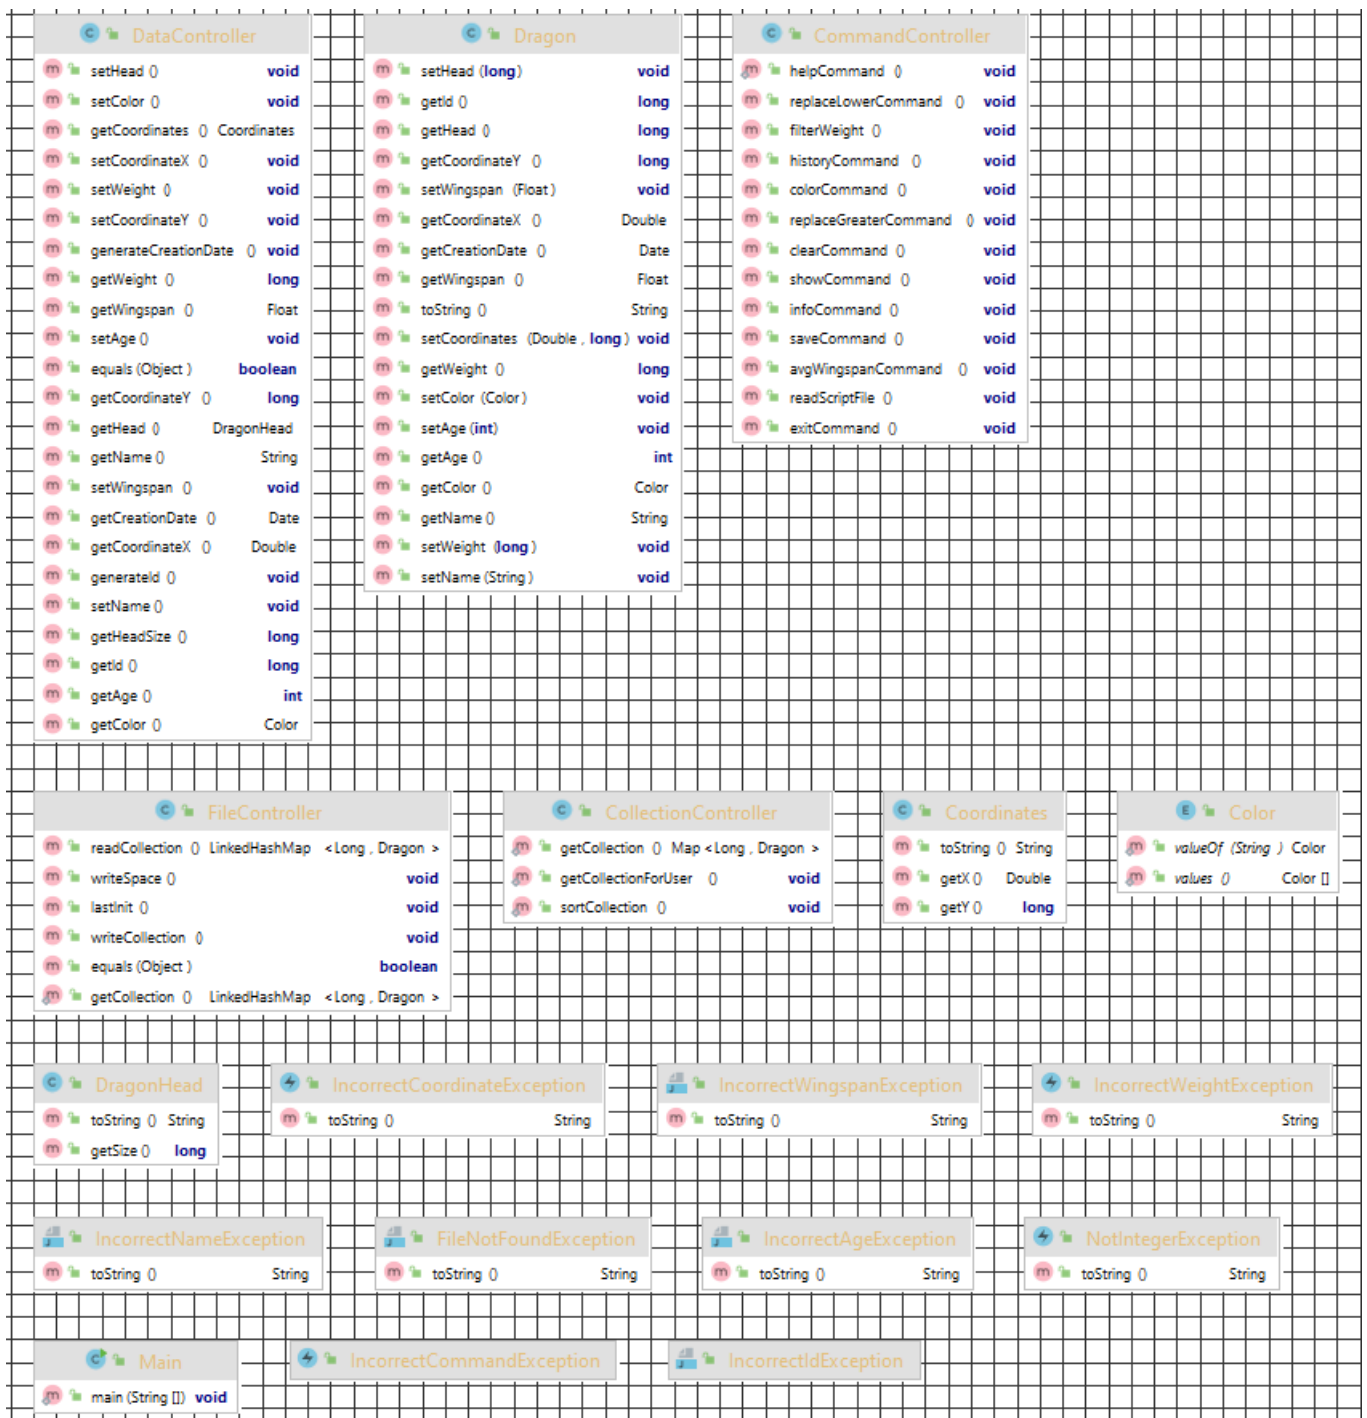 DataController
setHead () void
setColor () void
getCoordinates () Coordinates
setCoordinateX () void
setWeight () void
setCoordinateY () void
generateCreationDate () void
getWeight () long
getWingspan () Float
setAge () void
equals (Object) boolean
getCoordinateY () long
getHead () DragonHead
getName () String
setWingspan () void
getCreationDate () Date
getCoordinateX () Double
generateId () void
setName () void
getHeadSize () long
getId () long
getAge () int
getColor () Color
Dragon
setHead (long) void
getId () long
getHead () long
getCoordinateY () long
setWingspan (Float) void
getCoordinateX () Double
getCreationDate () Date
getWingspan () Float
toString () String
setCoordinates (Double, long) void
getWeight () long
setColor (Color) void
setAge (int) void
getAge () int
getColor () Color
getName () String
setWeight (long) void
setName (String) void
CommandController
helpCommand () void
replaceLowerCommand () void
filterWeight () void
historyCommand () void
colorCommand () void
replaceGreaterCommand () void
clearCommand () void
showCommand () void
infoCommand () void
saveCommand () void
avgWingspanCommand () void
readScriptFile () void
exitCommand () void
FileController
readCollection () LinkedHashMap <Long, Dragon>
writeSpace () void
lastInit () void
writeCollection () void
equals (Object) boolean
getCollection () LinkedHashMap <Long, Dragon>
CollectionController
getCollection () Map <Long, Dragon>
getCollectionForUser () void
sortCollection () void
Coordinates
toString () String
getX () Double
getY () long
Color
valueOf (String) Color
values () Color []
DragonHead
toString () String
getSize () long
IncorrectCoordinateException
toString () String
IncorrectWingspanException
toString () String
IncorrectWeightException
toString () String
IncorrectNameException
toString () String
FileNotFoundException
toString () String
IncorrectAgeException
toString () String
NotIntegerException
toString () String
Main
main (String []) void
IncorrectCommandException
IncorrectIdException